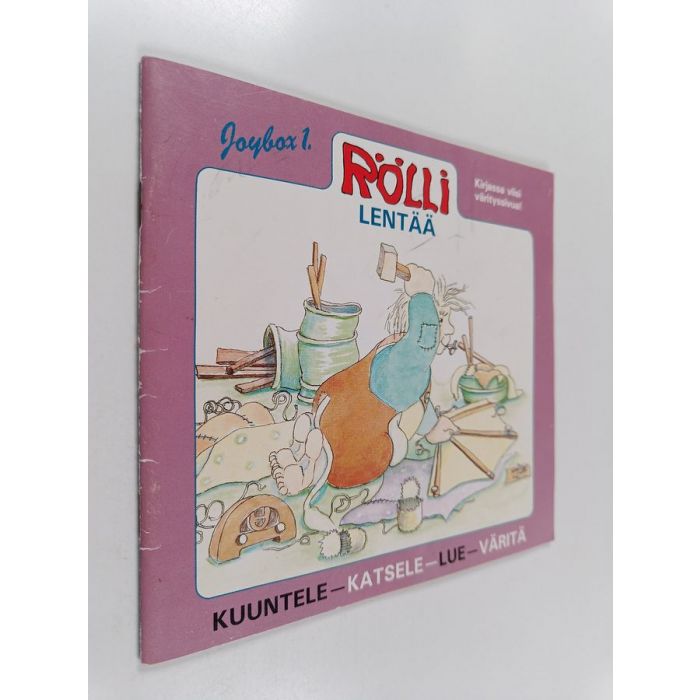 Joybox 1.
RÖLLI
LENTÄÄ
Kirjassa viisi
värityssivua!
KUUNTELE–KATSELE–LUE–VÄRITÄ